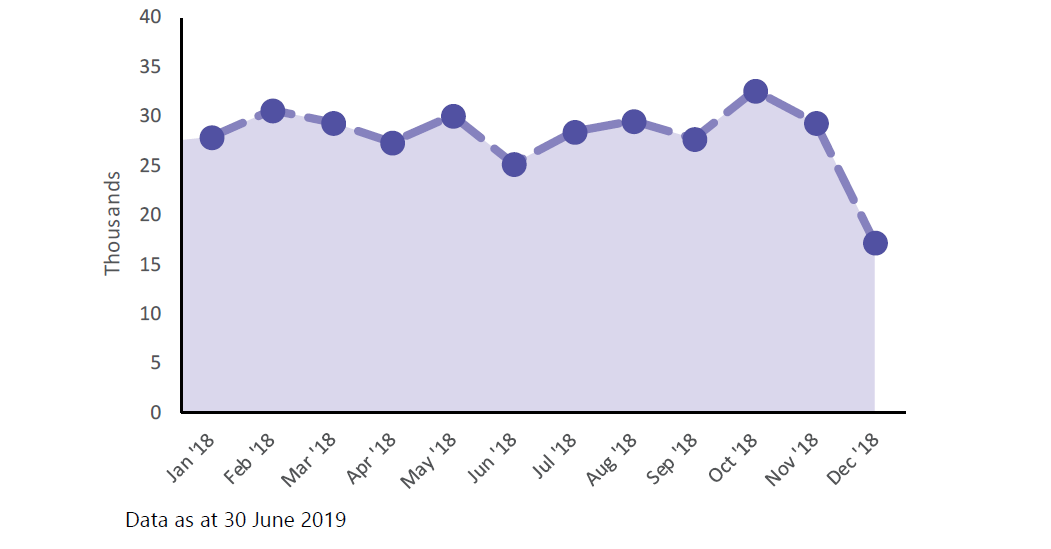 40
35
30
25
20
15
10
5
0
Thousands
Jan '18
Feb '18
Mar '18
Apr '18
May '18
Jun '18
Jul '18
Aug '18
Sep '18
Oct '18
Nov '18
Dec '18
Data as at 30 June 2019